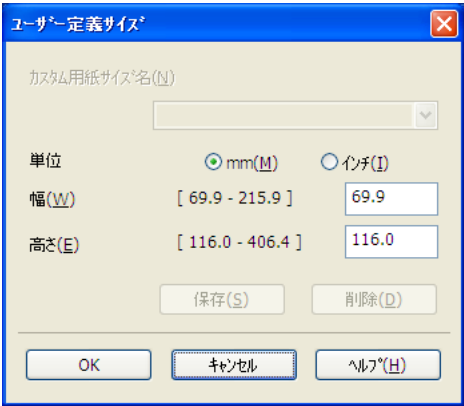 ﾕｰｻﾞｰ定義ｻｲｽﾞ
ｶｽﾀﾑ用紙ｻｲｽﾞ名(N)
単位 mm(M) ｲﾝﾁ(I)
幅(W) [ 69.9 - 215.9 ] 69.9
高さ(E) [ 116.0 - 406.4 ] 116.0
保存(S) 削除(D)
OK ｷｬﾝｾﾙ ﾍﾙﾌﾟ(H)